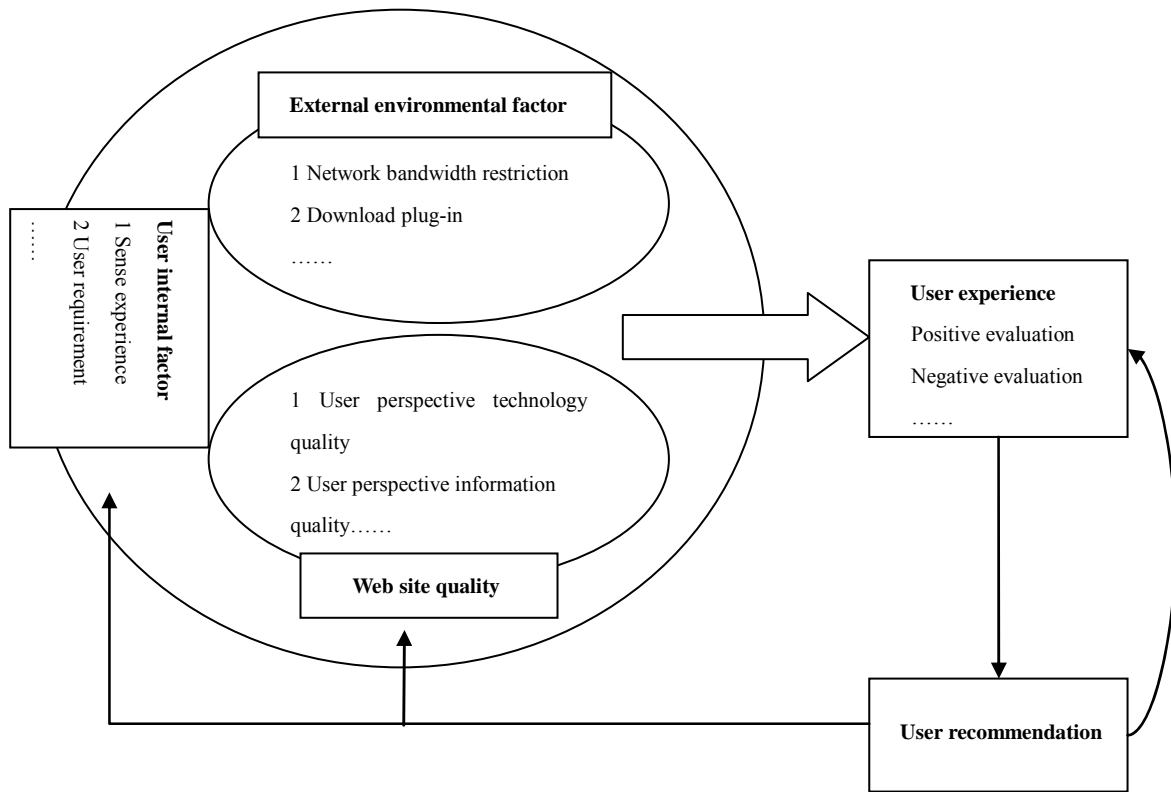 External environmental factor
1 Network bandwidth restriction
2 Download plug-in
……
User internal factor
1 Sense experience
2 User requirement
……
1 User perspective technology
quality
2 User perspective information
quality……
Web site quality
User experience
Positive evaluation
Negative evaluation
……
User recommendation